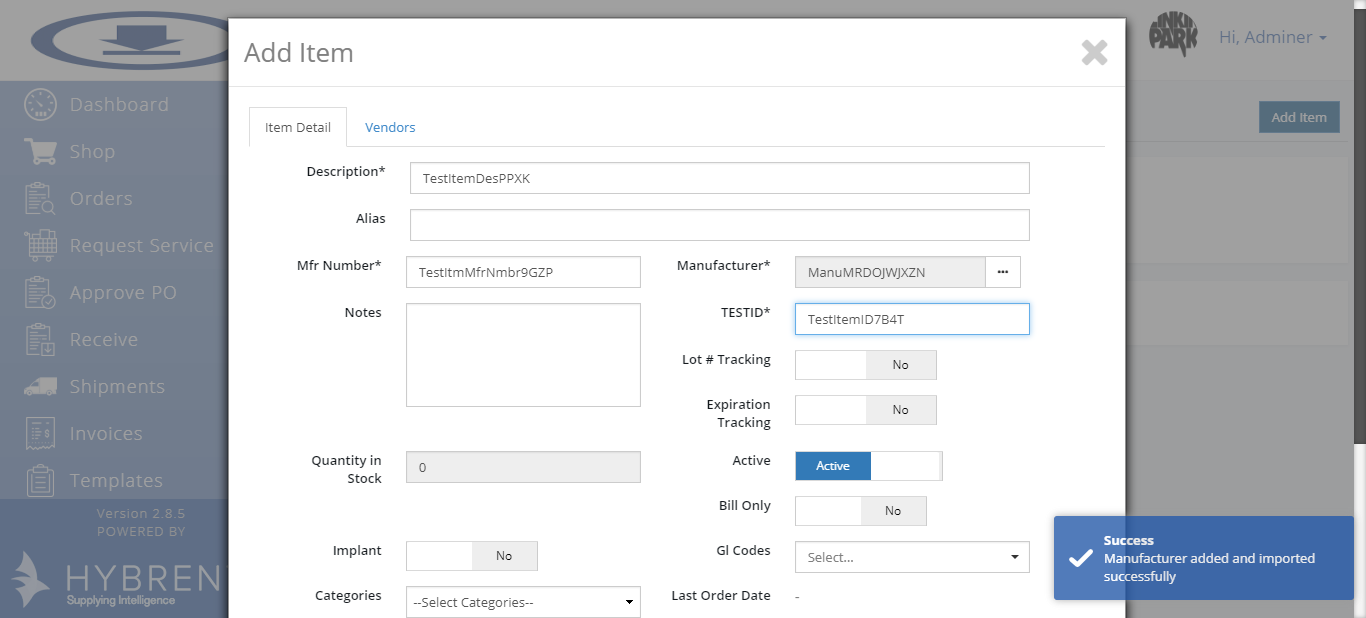 Add Item
PARK
Hi, Adminer
Dashboard
Shop
Orders
Request Service
Approve PO
Receive
Shipments
Invoices
Templates
Version 2.8.5
POWERED BY
HYBREN
Supplying Intelligence
Add Item
Item Detail
Vendors
Description*
TestItemDesPPXK
Alias
Mfr Number*
TestItmMfrNmbr9GZP
Manufacturer*
ManuMRDOJWJXZN
...
Notes
TESTID*
TestItemID7B4T
Lot # Tracking
No
Expiration
Tracking
No
Quantity in
Stock
0
Active
Active
Bill Only
No
Implant
No
Gl Codes
Select...
Categories
--Select Categories--
Last Order Date
-
Success
Manufacturer added and imported
successfully